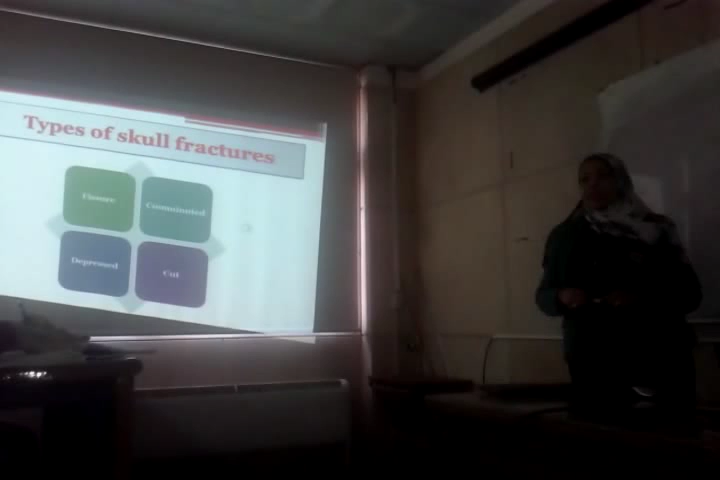 Types of skull fractures
Fissure
Comminuted
Depressed
Cut